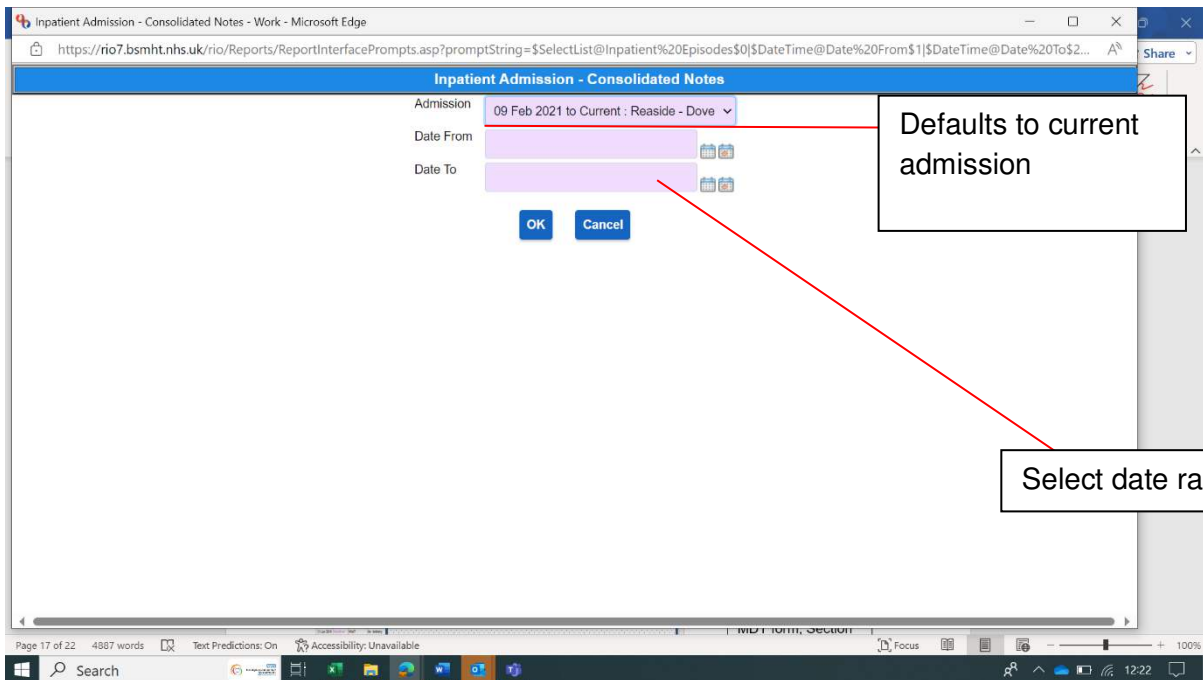 Inpatient Admission - Consolidated Notes - Work - Microsoft Edge
https://rio7.bsmht.nhs.uk/rio/Reports/ReportInterfacePrompts.asp?promptString=$SelectList@Inpatient%20Episodes$0|$DateTime@Date%20From$1|$DateTime@Date%20To$2...
Share
Inpatient Admission - Consolidated Notes
Admission 09 Feb 2021 to Current : Reaside - Dove
Defaults to current
admission
Date From
Date To
OK Cancel
Select date ra
MDT form, Section
Page 17 of 22 4887 words Text Predictions: On Accessibility: Unavailable Focus 100%
Search 12:22